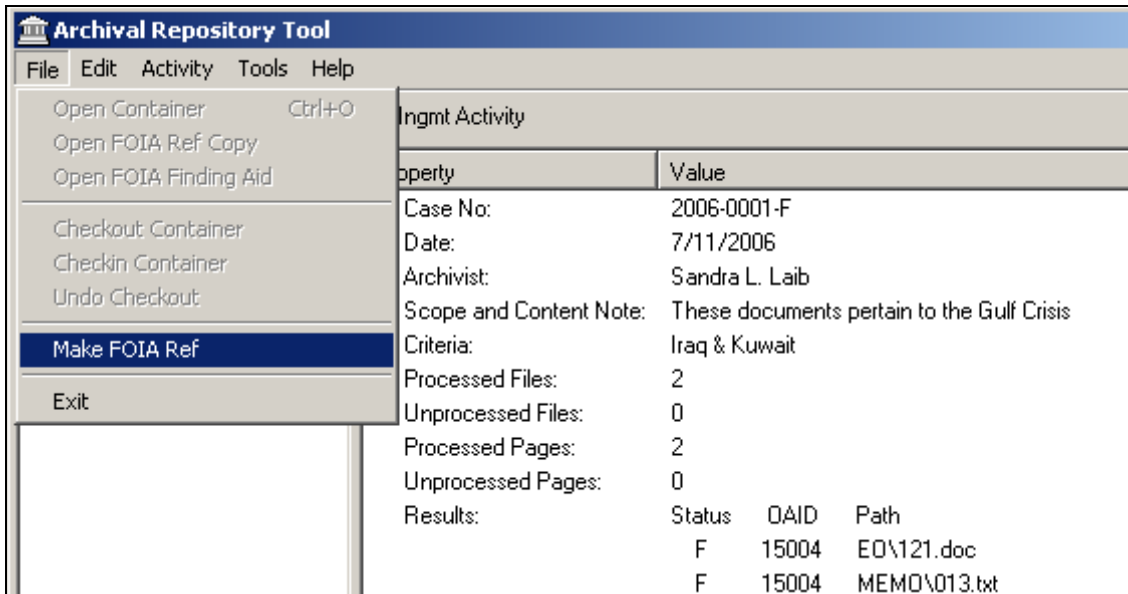 Archival Repository Tool
File Edit Activity Tools Help
Open Container Ctrl+O
Open FOIA Ref Copy
Open FOIA Finding Aid
Checkout Container
Checkin Container
Undo Checkout
Make FOIA Ref
Exit
Ingmt Activity
operty Value
Case No: 2006-0001-F
Date: 7/11/2006
Archivist: Sandra L. Laib
Scope and Content Note: These documents pertain to the Gulf Crisis
Criteria: Iraq & Kuwait
Processed Files: 2
Unprocessed Files: 0
Processed Pages: 2
Unprocessed Pages: 0
Results: Status OAID Path
F 15004 EO\121.doc
F 15004 MEMO\013.txt